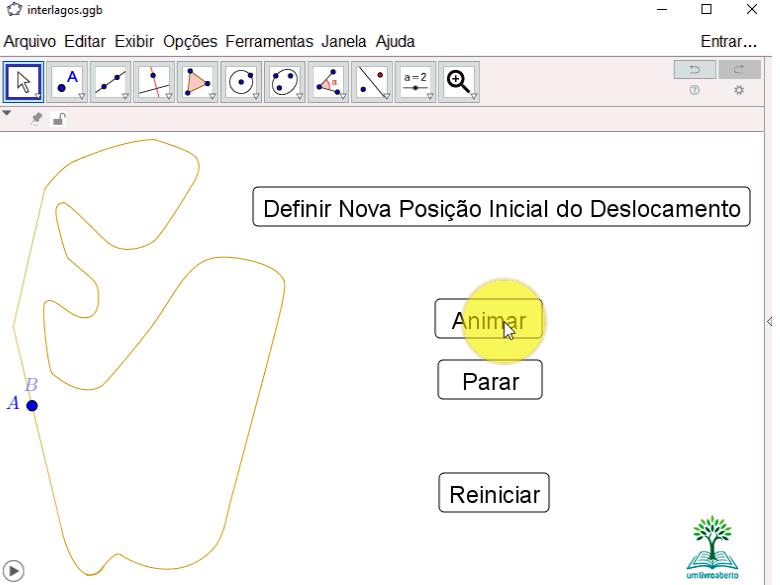 interlagos.ggb
Arquivo Editar Exibir Opções Ferramentas Janela Ajuda Entrar...
A α a=2
Definir Nova Posição Inicial do Deslocamento
Animar
Parar
B
A
Reiniciar
umlivroaberto